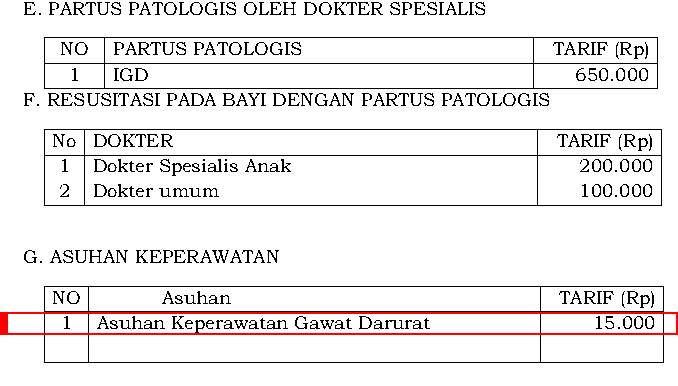 E. PARTUS PATOLOGIS OLEH DOKTER SPESIALIS
NO PARTUS PATOLOGIS TARIF (Rp)
1 IGD 650.000
F. RESUSITASI PADA BAYI DENGAN PARTUS PATOLOGIS
No DOKTER TARIF (Rp)
1 Dokter Spesialis Anak 200.000
2 Dokter umum 100.000
G. ASUHAN KEPERAWATAN
NO Asuhan TARIF (Rp)
1 Asuhan Keperawatan Gawat Darurat 15.000